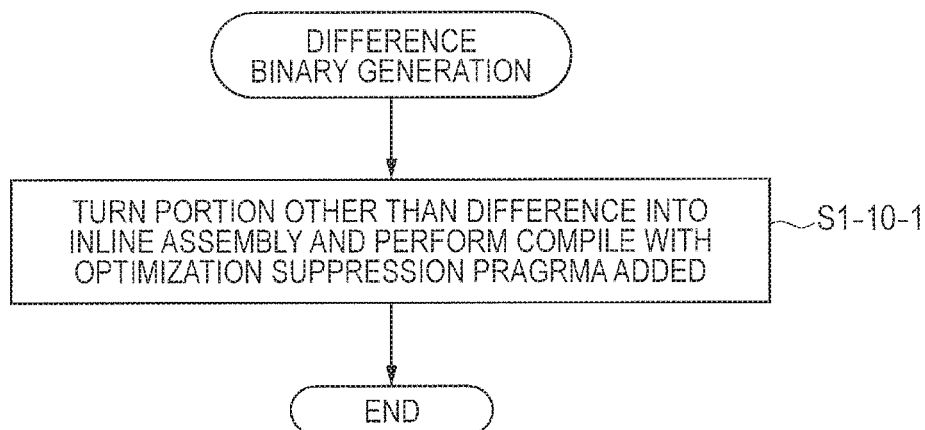 DIFFERENCE
BINARY GENERATION
TURN PORTION OTHER THAN DIFFERENCE INTO
INLINE ASSEMBLY AND PERFORM COMPILE WITH
OPTIMIZATION SUPPRESSION PRAGRMA ADDED
S1-10-1
END